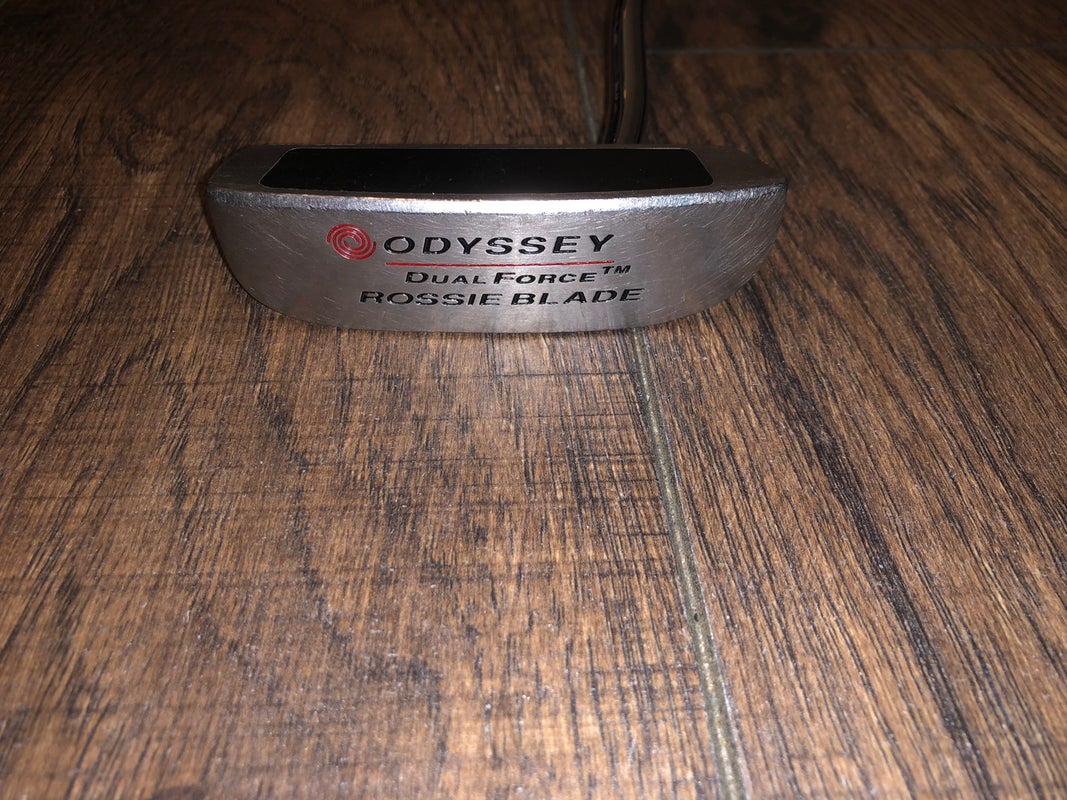 ODYSSEY
DUAL FORCE™
ROSSIE BLADE